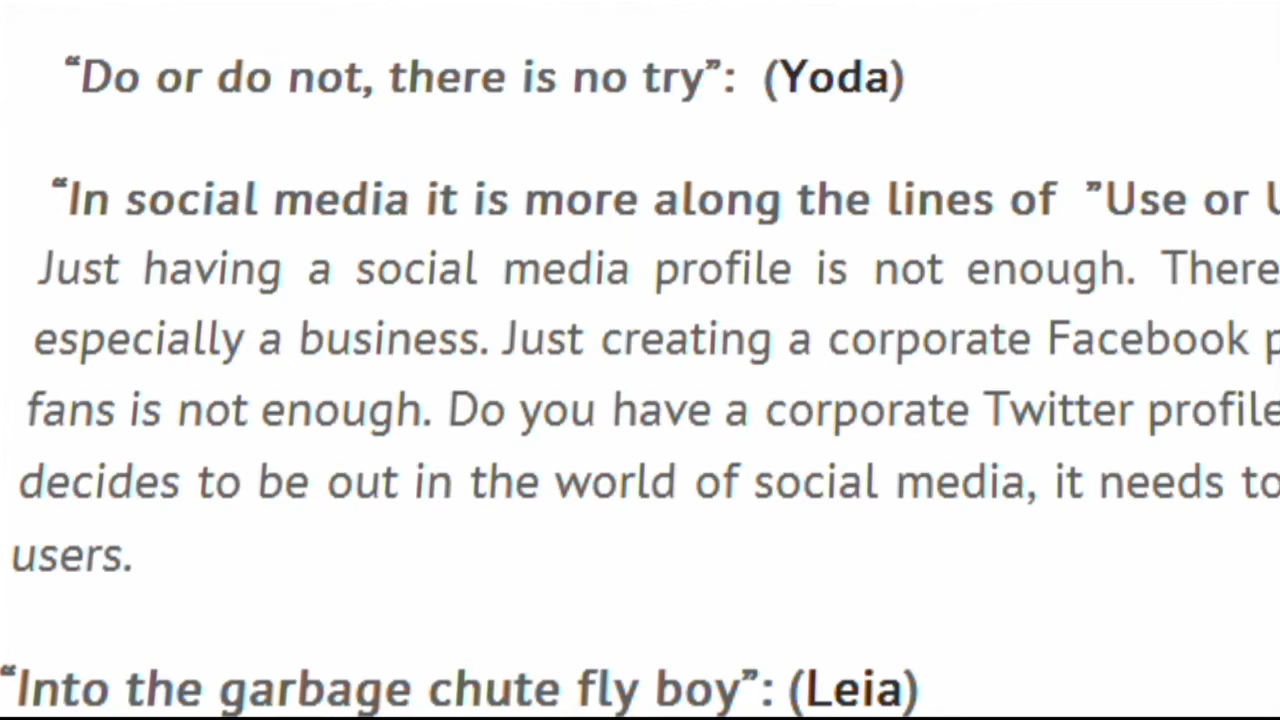 “Do or do not, there is no try”: (Yoda)
“In social media it is more along the lines of ”Use or
Just having a social media profile is not enough. There
especially a business. Just creating a corporate Facebook
fans is not enough. Do you have a corporate Twitter profile
decides to be out in the world of social media, it needs to
users.
“Into the garbage chute fly boy”: (Leia)